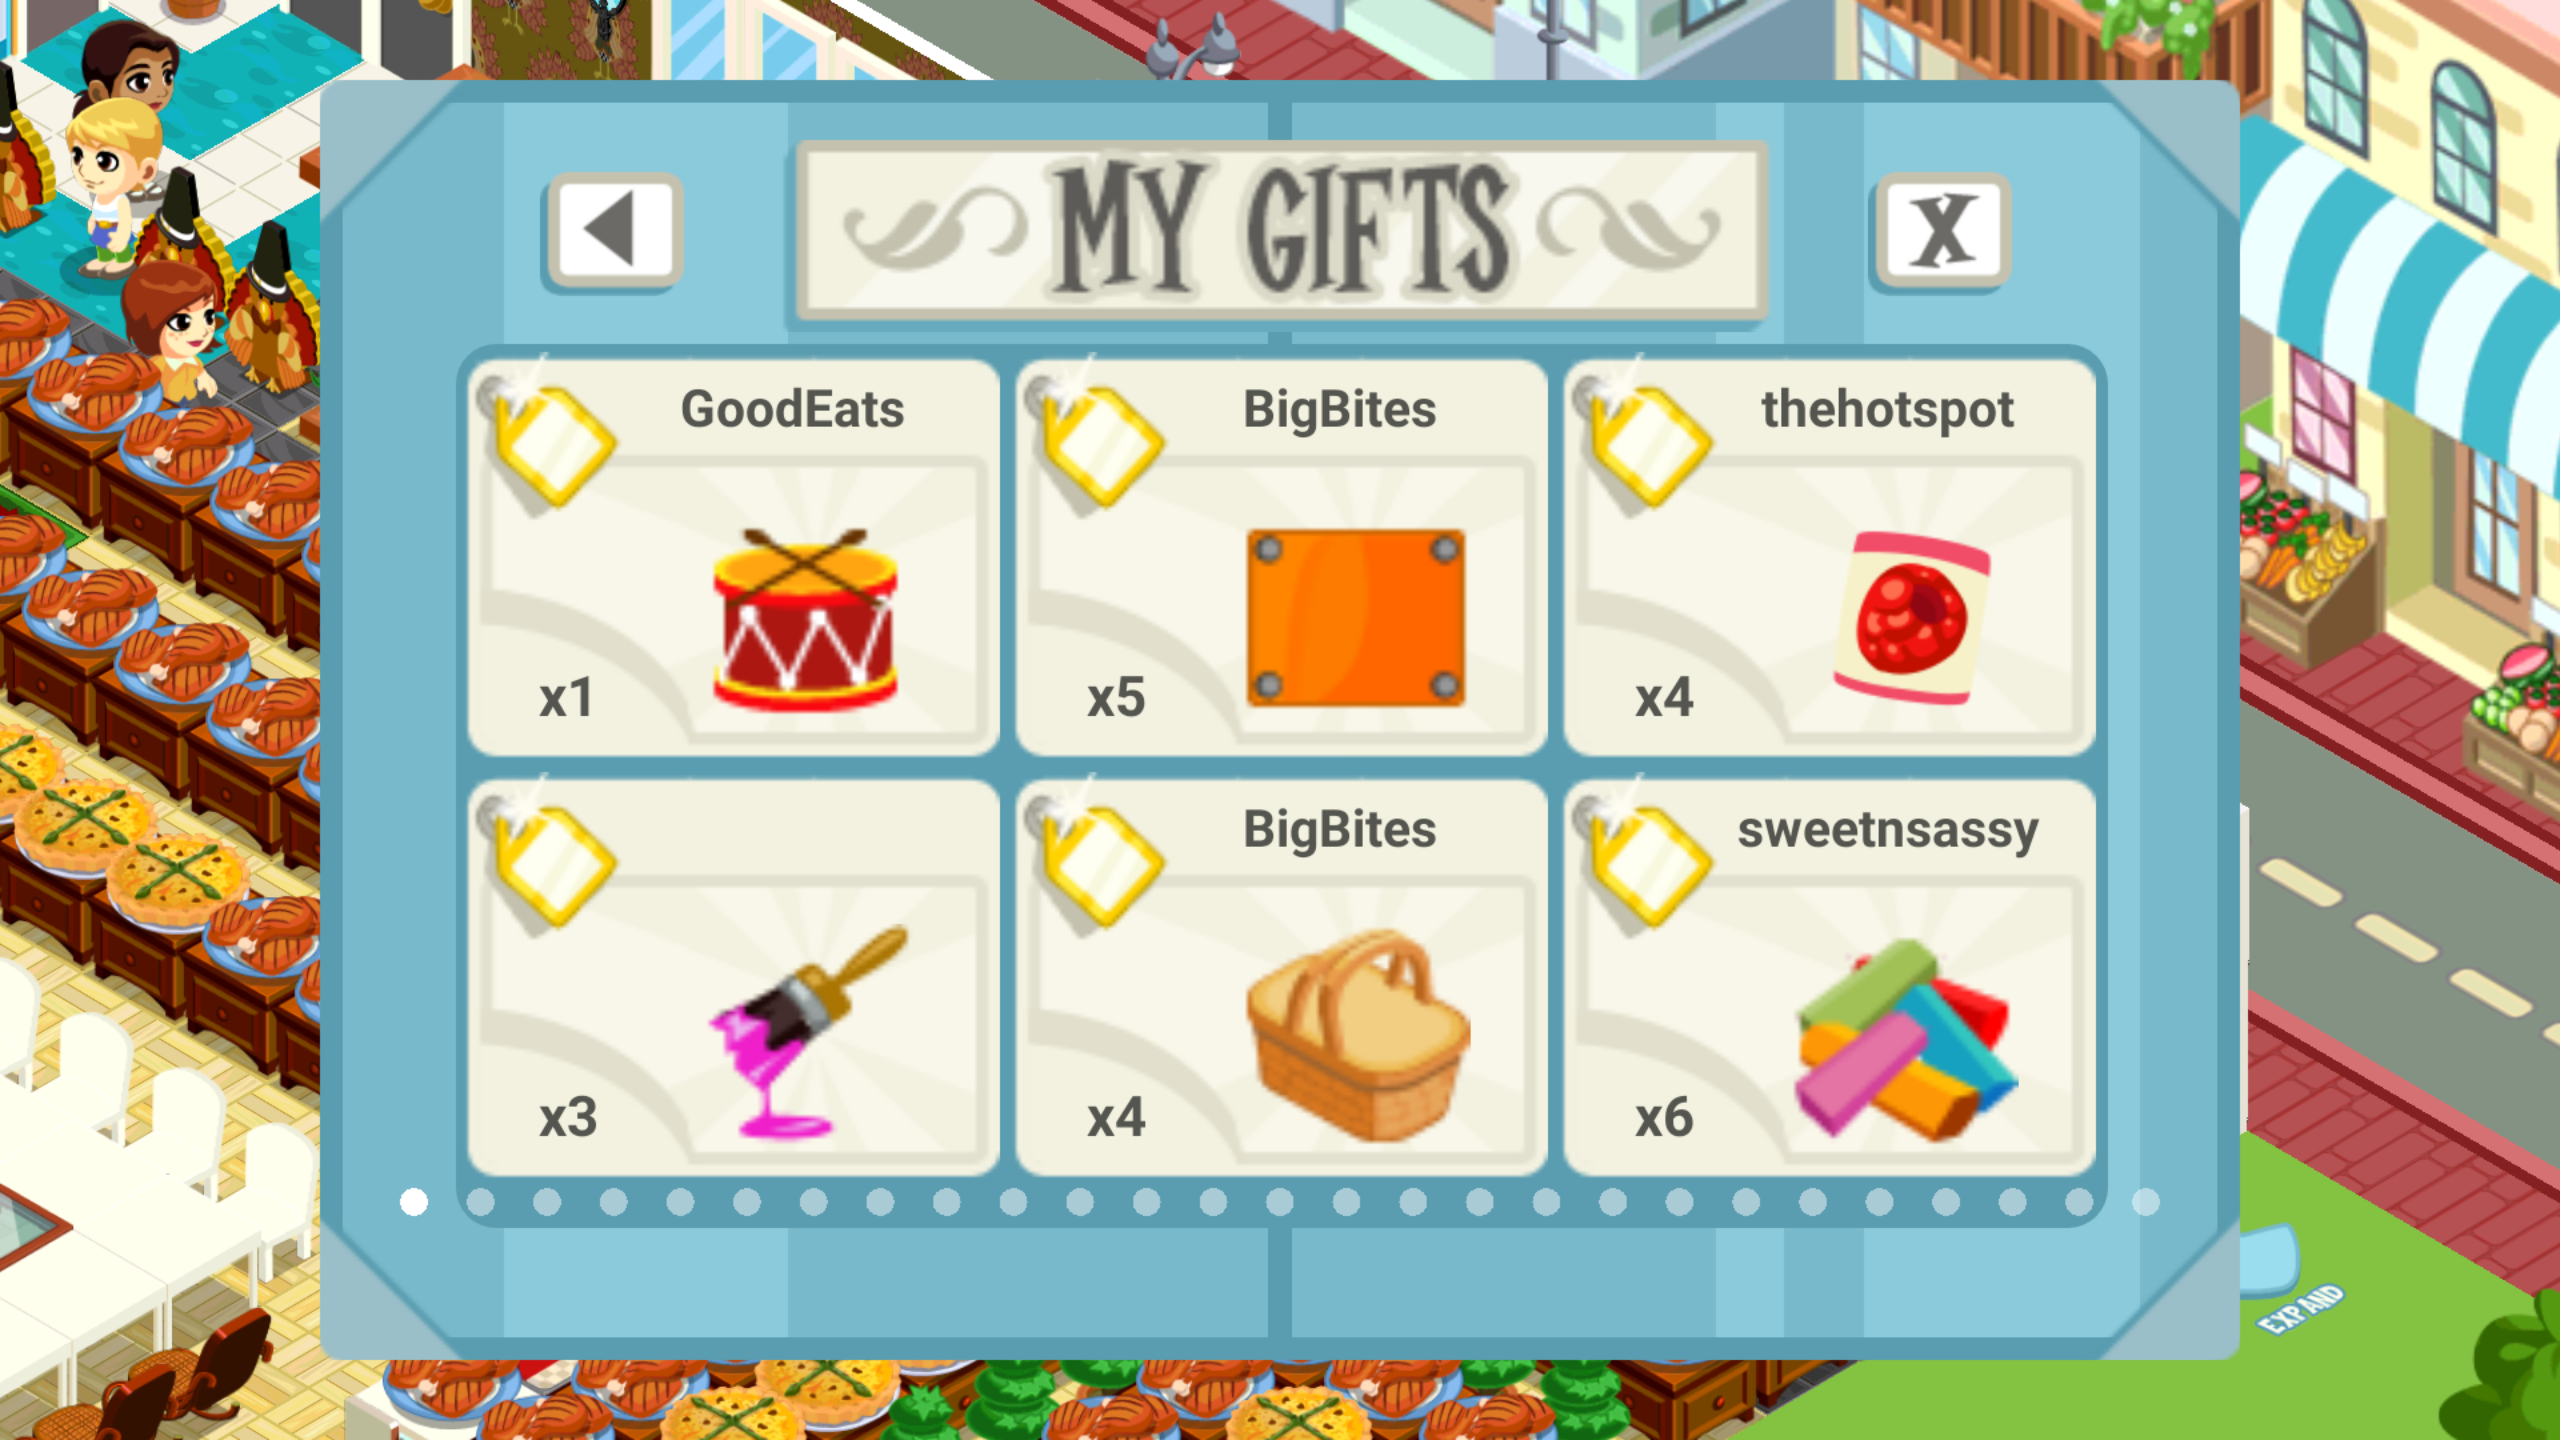 MY GIFTS
X
GoodEats
BigBites
thehotspot
x1
x5
x4
BigBites
sweetnsassy
x3
x4
x6
EXPAND